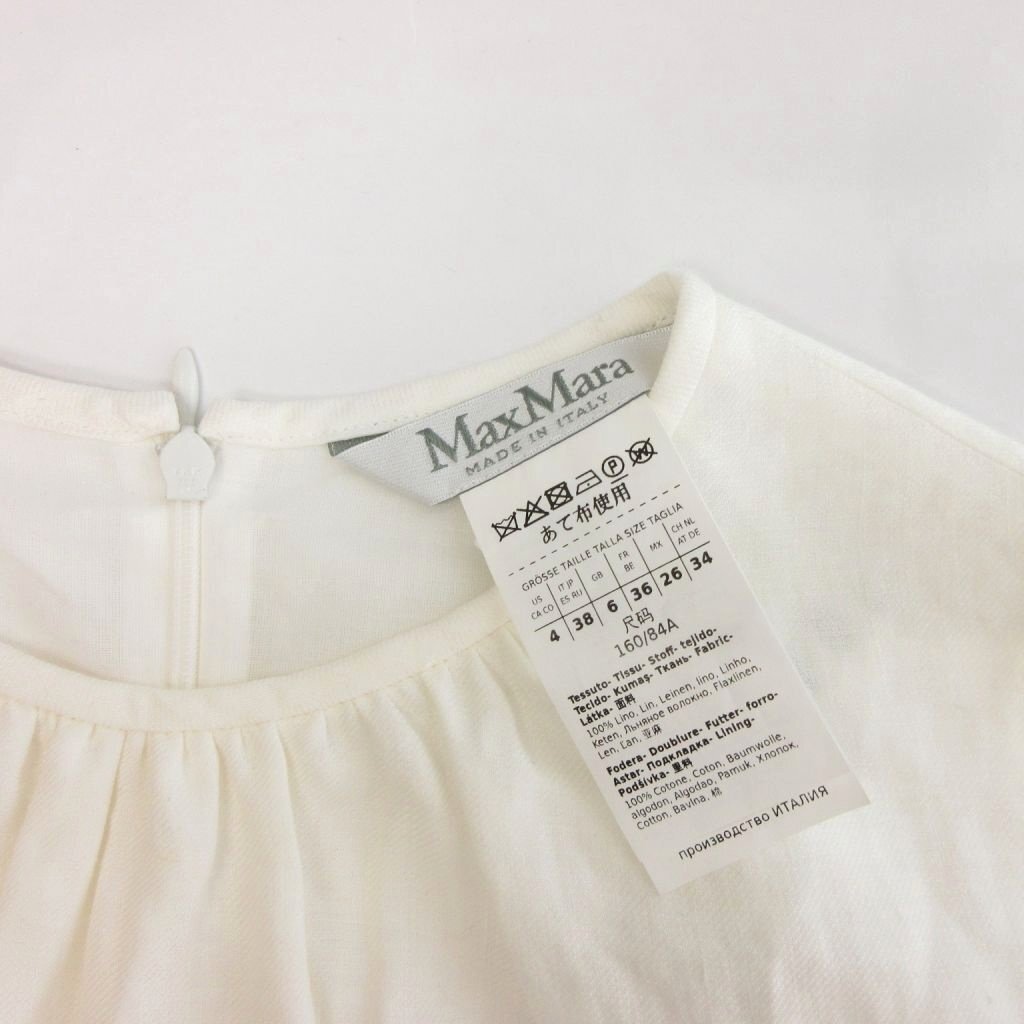 MaxMara
MADE IN ITALY
あて布使用
GRÖSSE TAILLE TALLA SIZE TAGLIA
US CA CO | IT JP ES RU | GB | FR BE | MX | CH NL AT DE
4 | 38 | 6 | 36 | 26 | 34
尺码
160/84A
Tessuto- Tissu- Stoff- tejido-
Tecido- Kumaş- Ткань- Fabric-
Látka- 面料
100% Lino, Lin, Leinen, lino, Linho,
Keten, Льняное волокно, Flaxlinen,
Len, Ľan, 亚麻
Fodera- Doublure- Futter- forro-
Astar- Подкладка- Lining-
Podšívka- 里料
100% Cotone, Coton, Baumwolle,
algodon, Algodao, Pamuk, Хлопок,
Cotton, Bavlna, 棉
производство ИТАЛИЯ